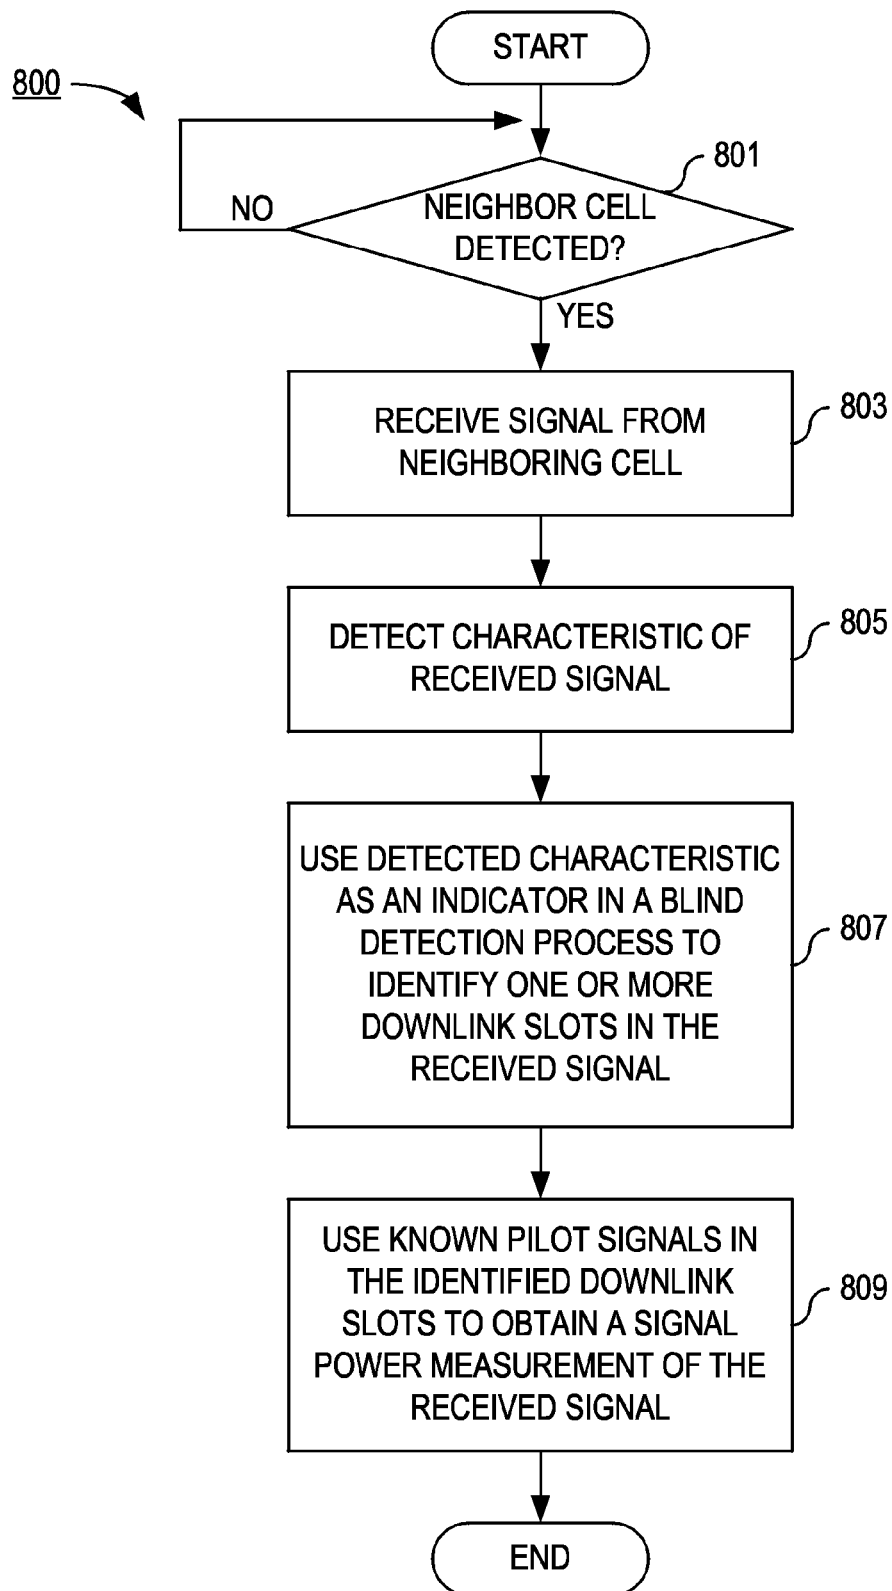 START
800
801
NEIGHBOR CELL
DETECTED?
NO
YES
RECEIVE SIGNAL FROM
NEIGHBORING CELL
803
DETECT CHARACTERISTIC OF
RECEIVED SIGNAL
805
USE DETECTED CHARACTERISTIC
AS AN INDICATOR IN A BLIND
DETECTION PROCESS TO
IDENTIFY ONE OR MORE
DOWNLINK SLOTS IN THE
RECEIVED SIGNAL
807
USE KNOWN PILOT SIGNALS IN
THE IDENTIFIED DOWNLINK
SLOTS TO OBTAIN A SIGNAL
POWER MEASUREMENT OF THE
RECEIVED SIGNAL
809
END